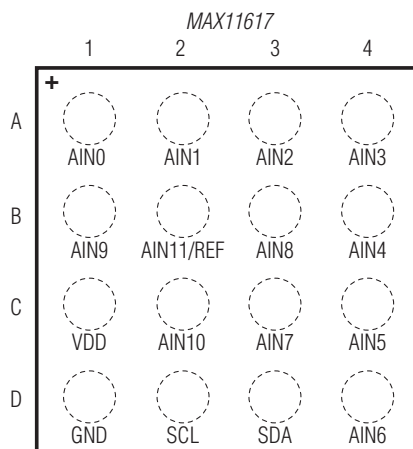 MAX11617
1 2 3 4
+
A
AIN0 AIN1 AIN2 AIN3
B
AIN9 AIN11/REF AIN8 AIN4
C
VDD AIN10 AIN7 AIN5
D
GND SCL SDA AIN6